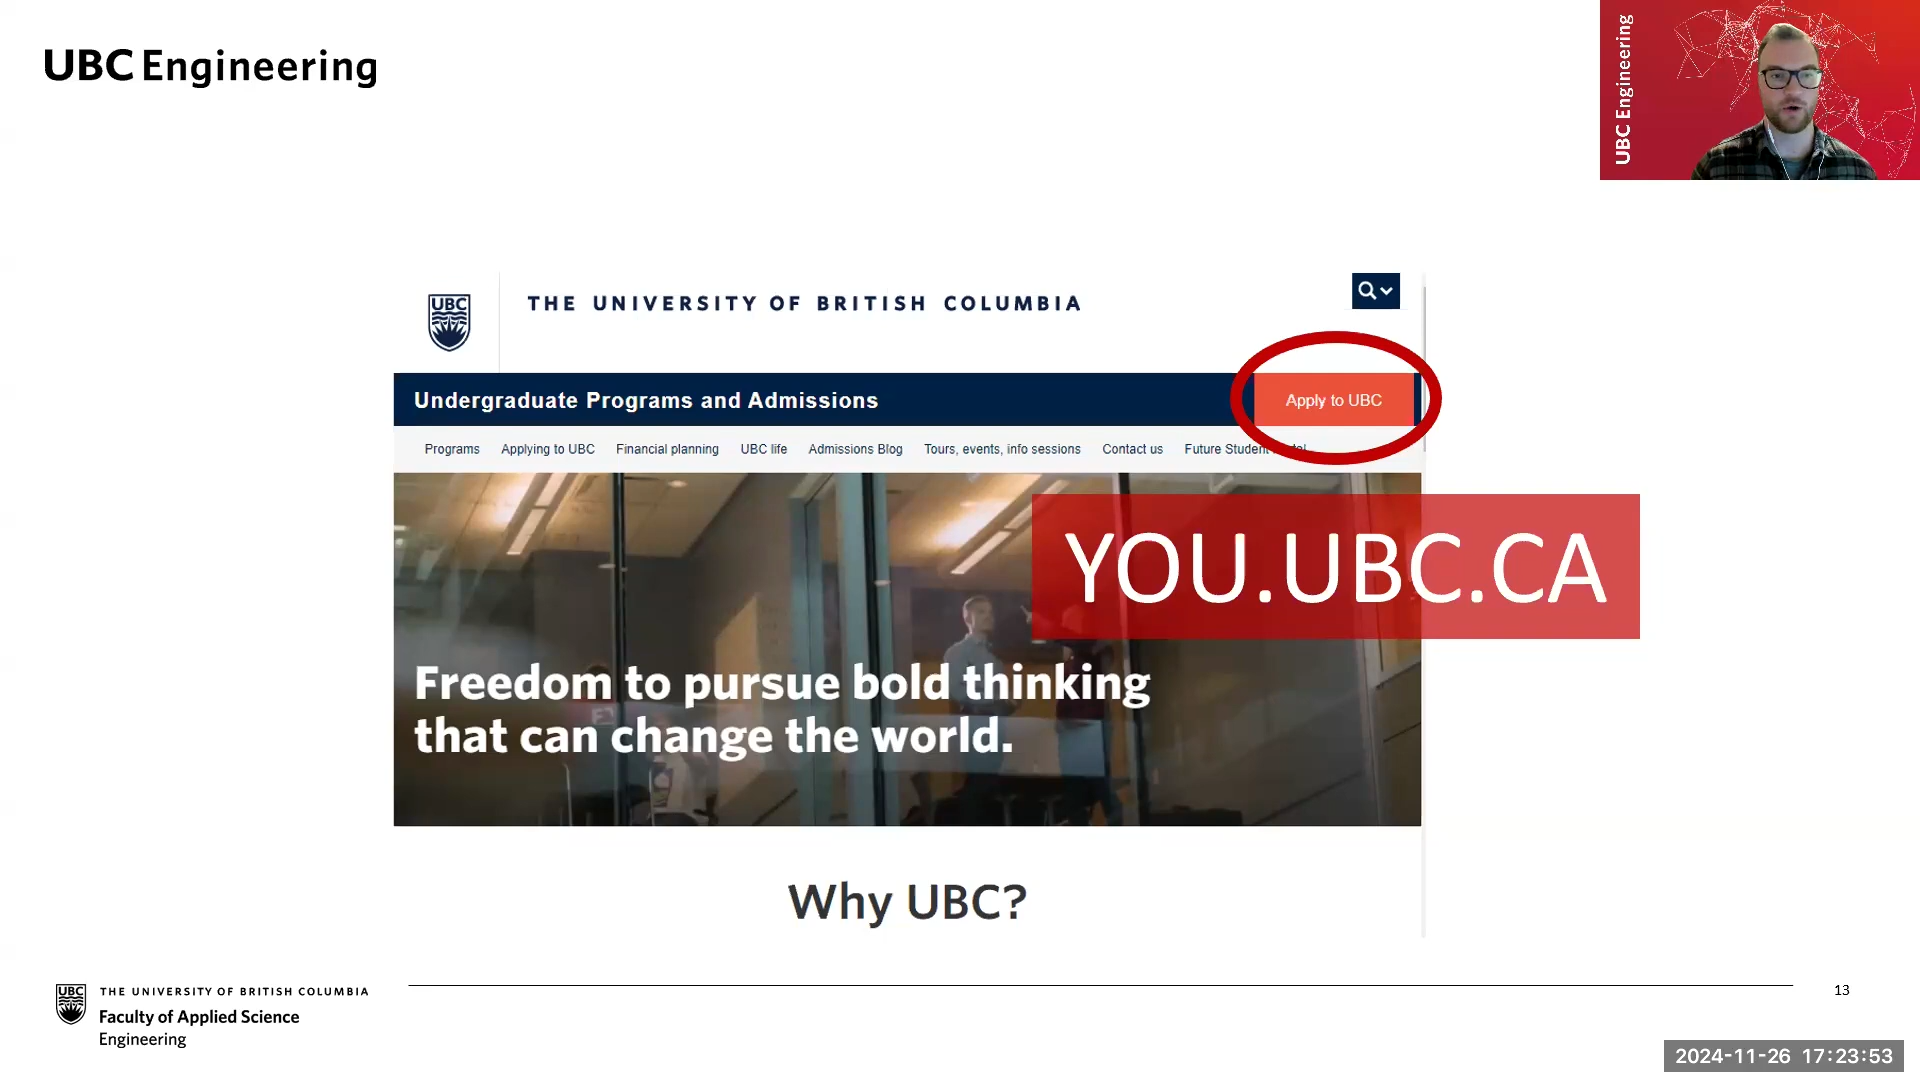 UBC Engineering
UBC Engineering
UBC
THE UNIVERSITY OF BRITISH COLUMBIA
Undergraduate Programs and Admissions
Apply to UBC
Programs Applying to UBC Financial planning UBC life Admissions Blog Tours, events, info sessions Contact us Future Student
YOU.UBC.CA
Freedom to pursue bold thinking
that can change the world.
Why UBC?
UBC
THE UNIVERSITY OF BRITISH COLUMBIA
Faculty of Applied Science
Engineering
13
2024-11-26 17:23:53